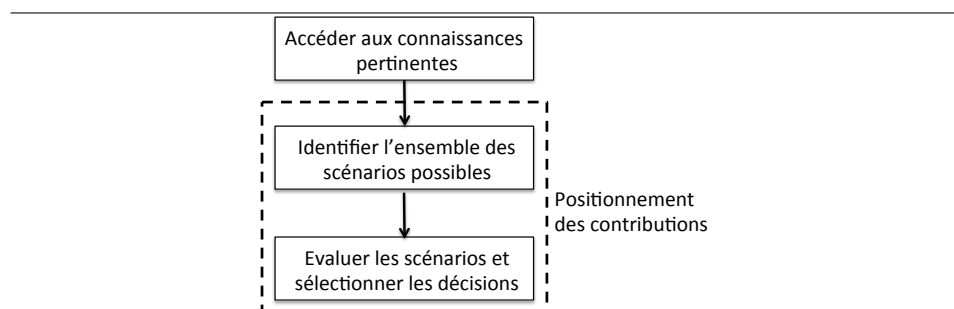 Accéder aux connaissances
pertinentes
Identifier l'ensemble des
scénarios possibles
Positionnement
des contributions
Evaluer les scénarios et
sélectionner les décisions